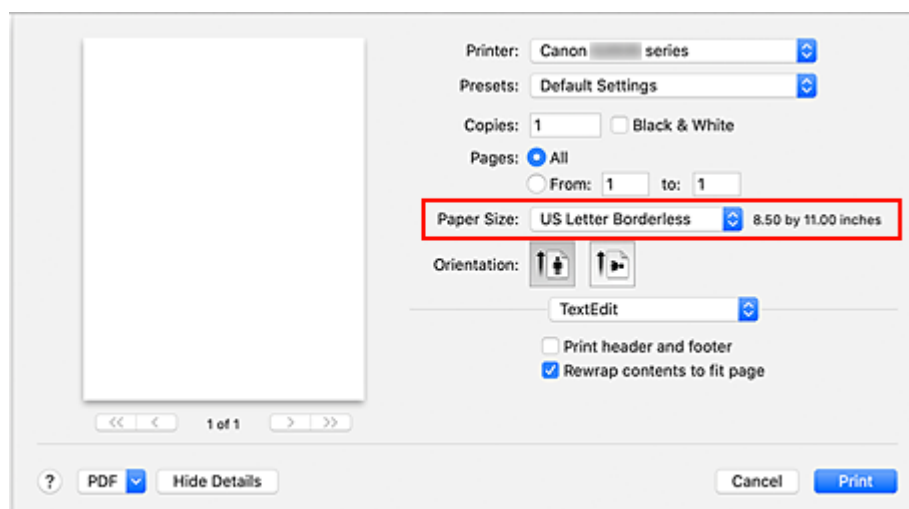 Printer: Canon series
Presets: Default Settings
Copies: 1 Black & White
Pages: All
From: 1 to: 1
Paper Size: US Letter Borderless 8.50 by 11.00 inches
Orientation:
TextEdit
Print header and footer
Rewrap contents to fit page
<< < 1 of 1 > >>
? PDF Hide Details Cancel Print